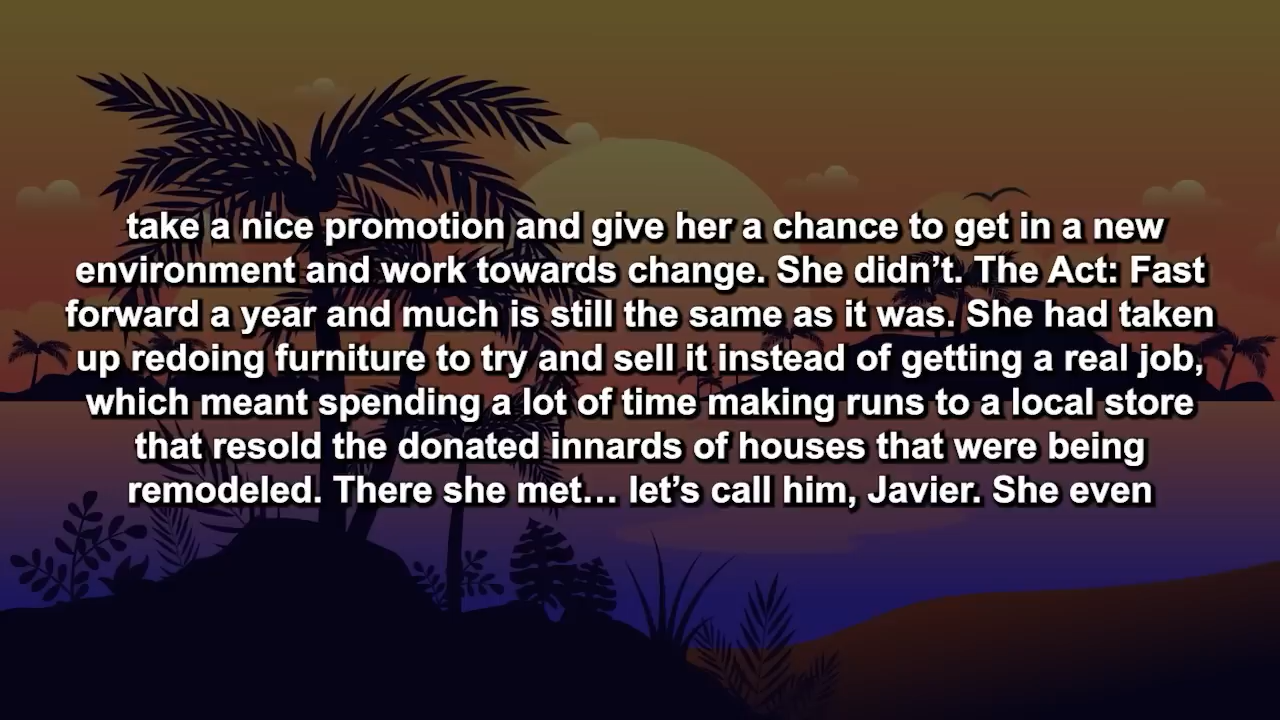 take a nice promotion and give her a chance to get in a new
environment and work towards change. She didn’t. The Act: Fast
forward a year and much is still the same as it was. She had taken
up redoing furniture to try and sell it instead of getting a real job,
which meant spending a lot of time making runs to a local store
that resold the donated innards of houses that were being
remodeled. There she met… let’s call him, Javier. She even